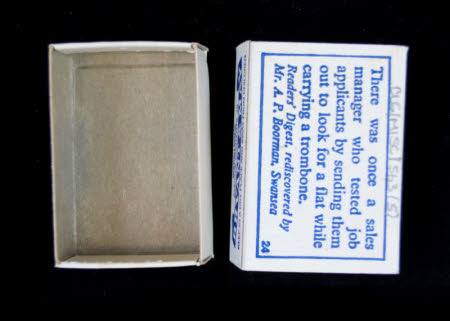 There was once a sales
manager who tested job
applicants by sending them
out to look for a flat while
carrying a trombone.
Readers' Digest, rediscovered by
Mr. A. P. Boorman, Swansea
24